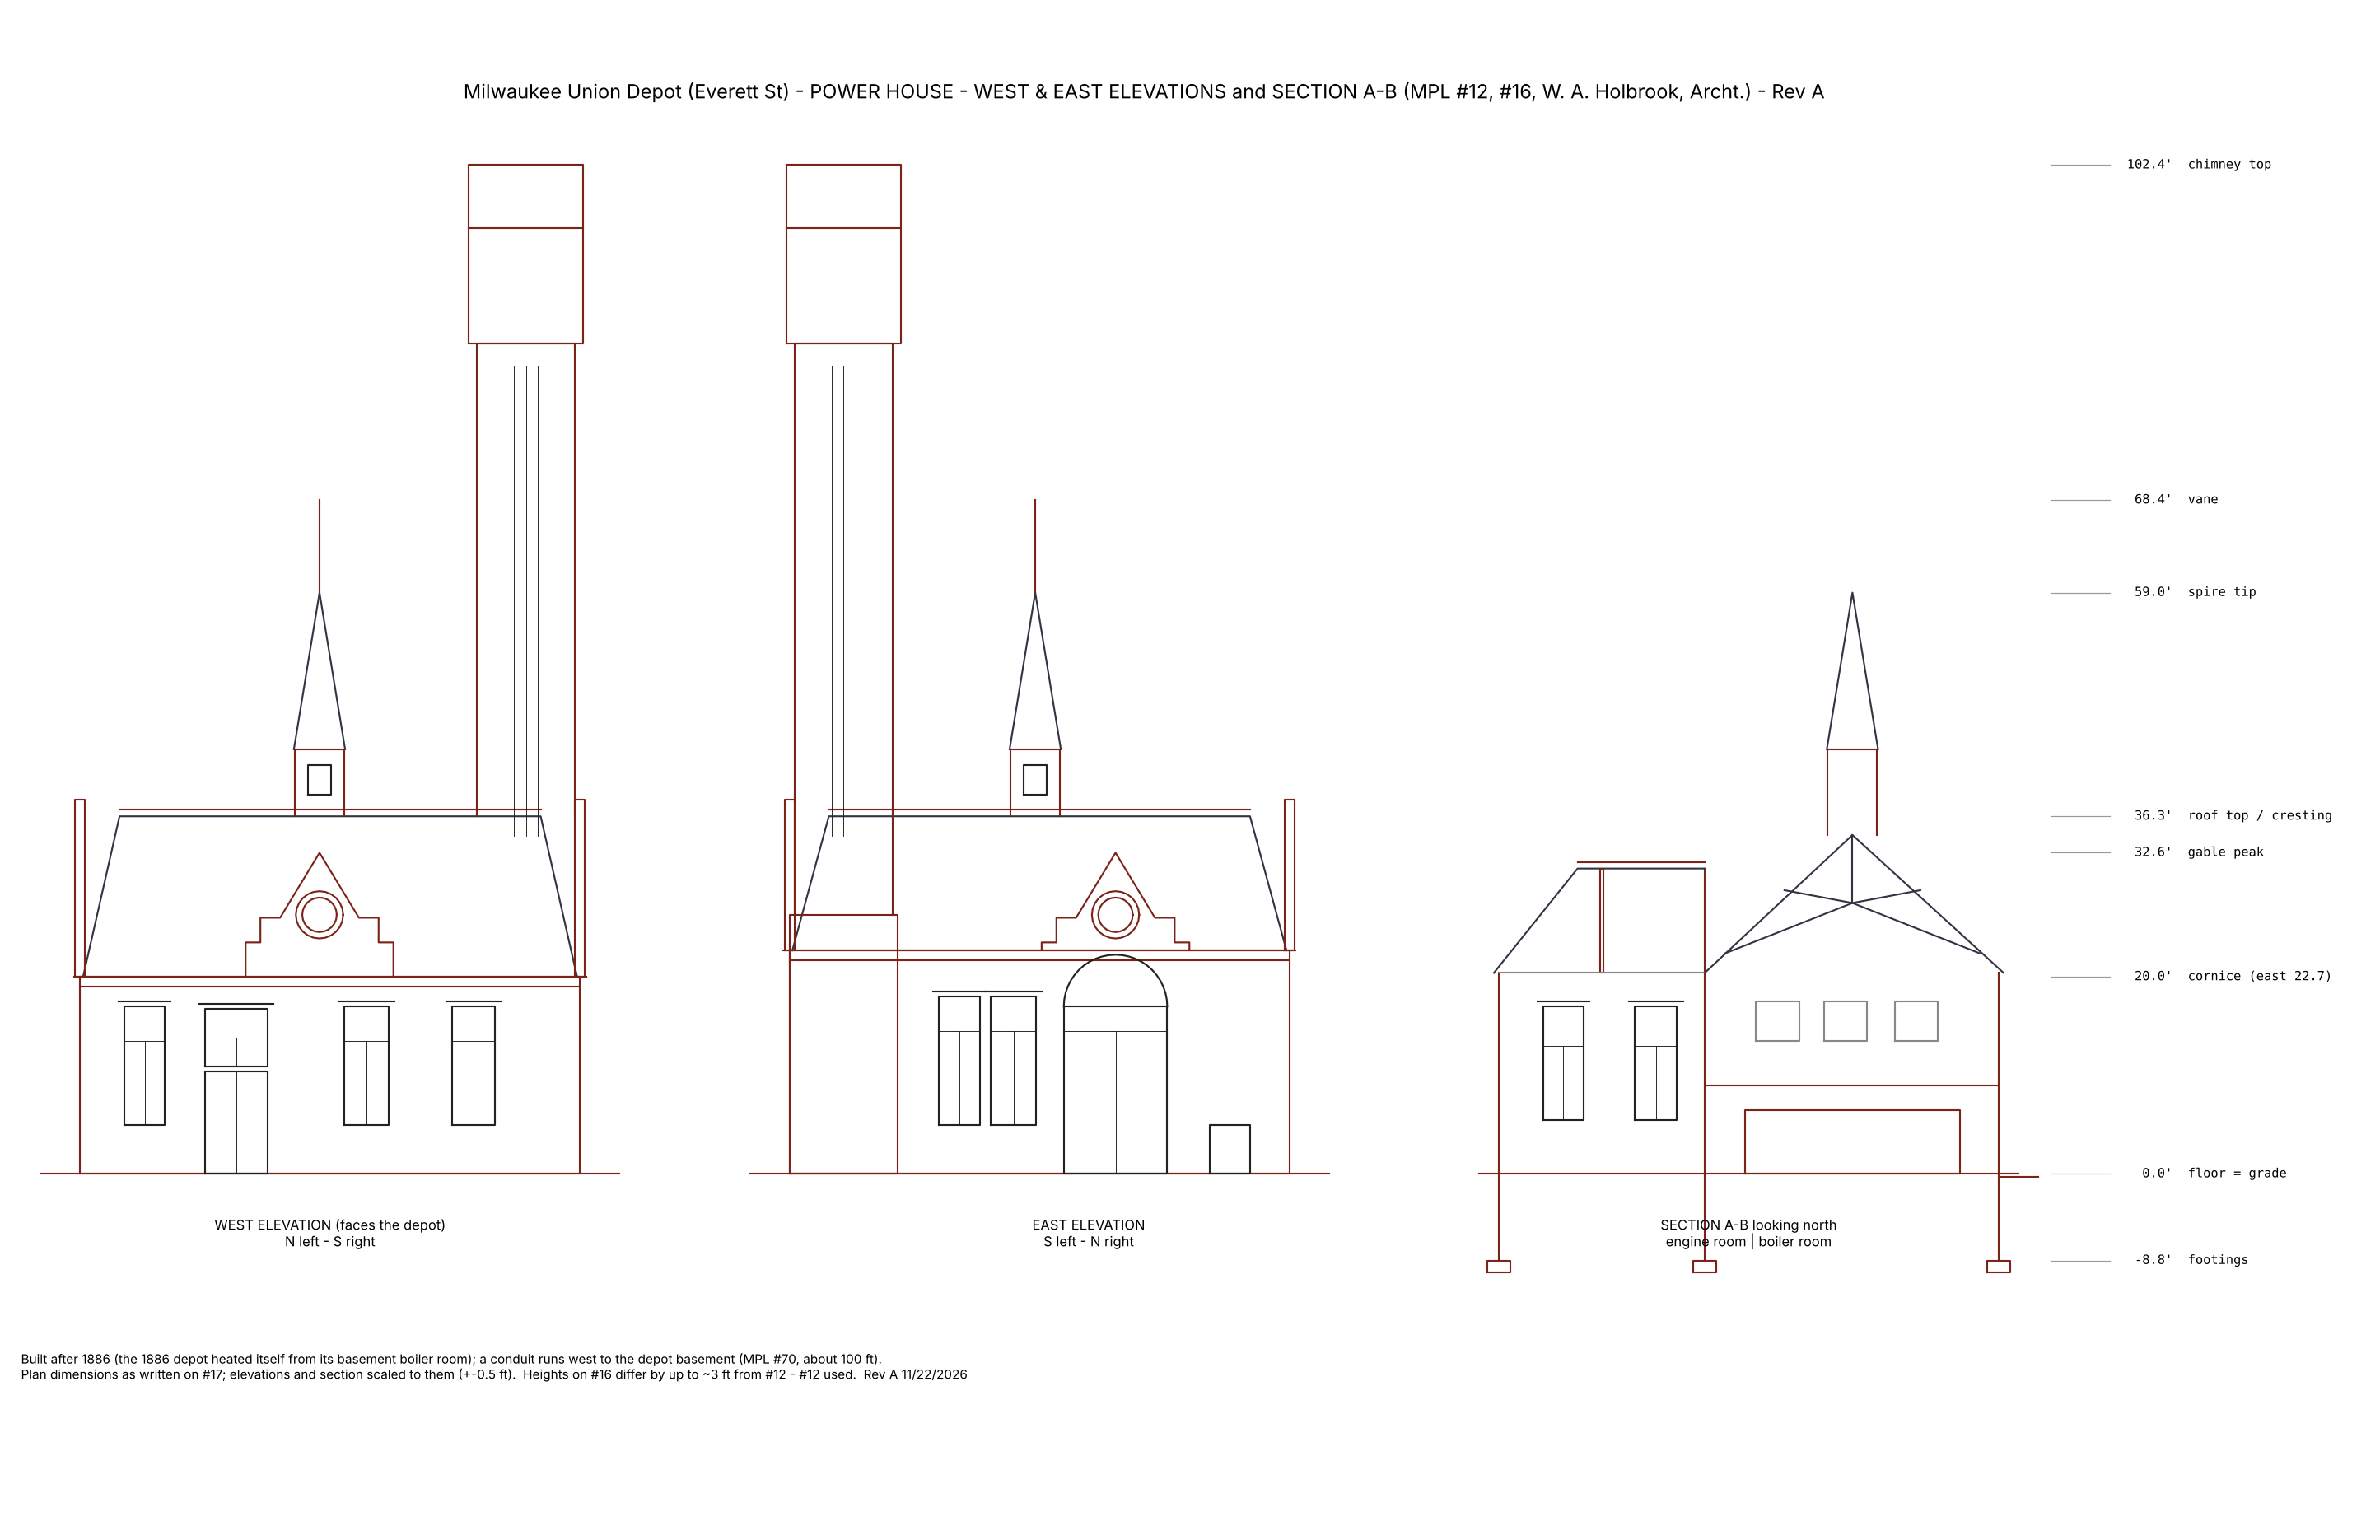 Milwaukee Union Depot (Everett St) - POWER HOUSE - WEST & EAST ELEVATIONS and SECTION A-B (MPL #12, #16, W. A. Holbrook, Archt.) - Rev A
102.4' chimney top
68.4' vane
59.0' spire tip
36.3' roof top / cresting
32.6' gable peak
20.0' cornice (east 22.7)
0.0' floor = grade
-8.8' footings
WEST ELEVATION (faces the depot)
N left - S right
EAST ELEVATION
S left - N right
SECTION A-B looking north
engine room | boiler room
Built after 1886 (the 1886 depot heated itself from its basement boiler room); a conduit runs west to the depot basement (MPL #70, about 100 ft).
Plan dimensions as written on #17; elevations and section scaled to them (+-0.5 ft). Heights on #16 differ by up to ~3 ft from #12 - #12 used. Rev A 11/22/2026